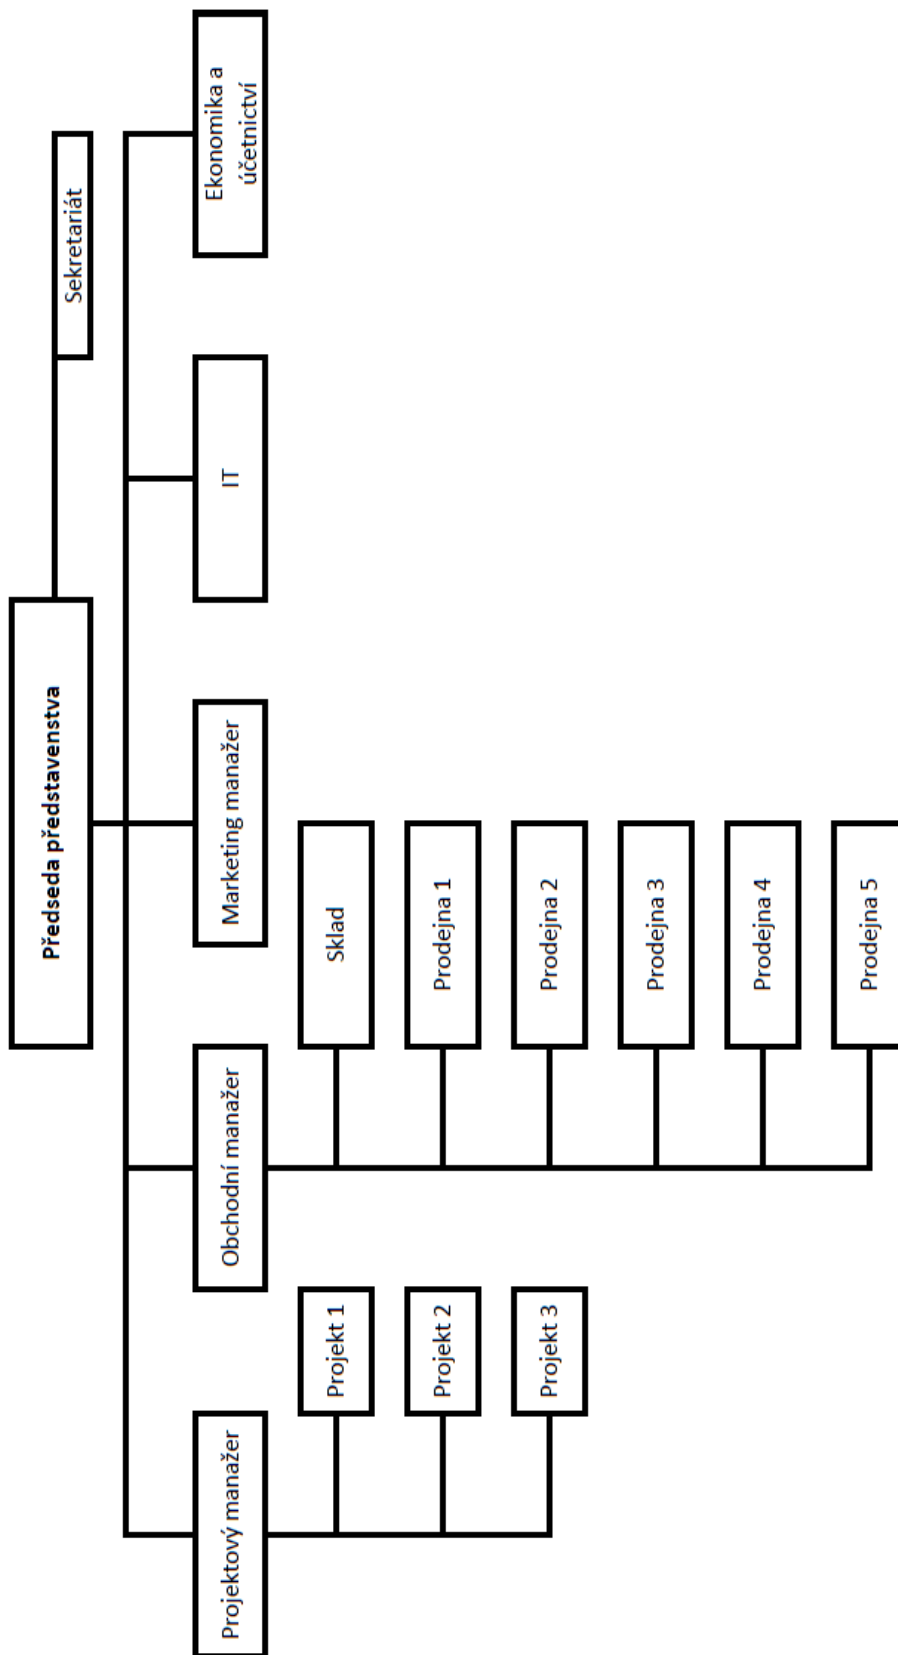 Předseda představenstva
Sekretariát
Projektový manažer
Obchodní manažer
Marketing manažer
IT
Ekonomika a
účetnictví
Projekt 1
Projekt 2
Projekt 3
Sklad
Prodejna 1
Prodejna 2
Prodejna 3
Prodejna 4
Prodejna 5